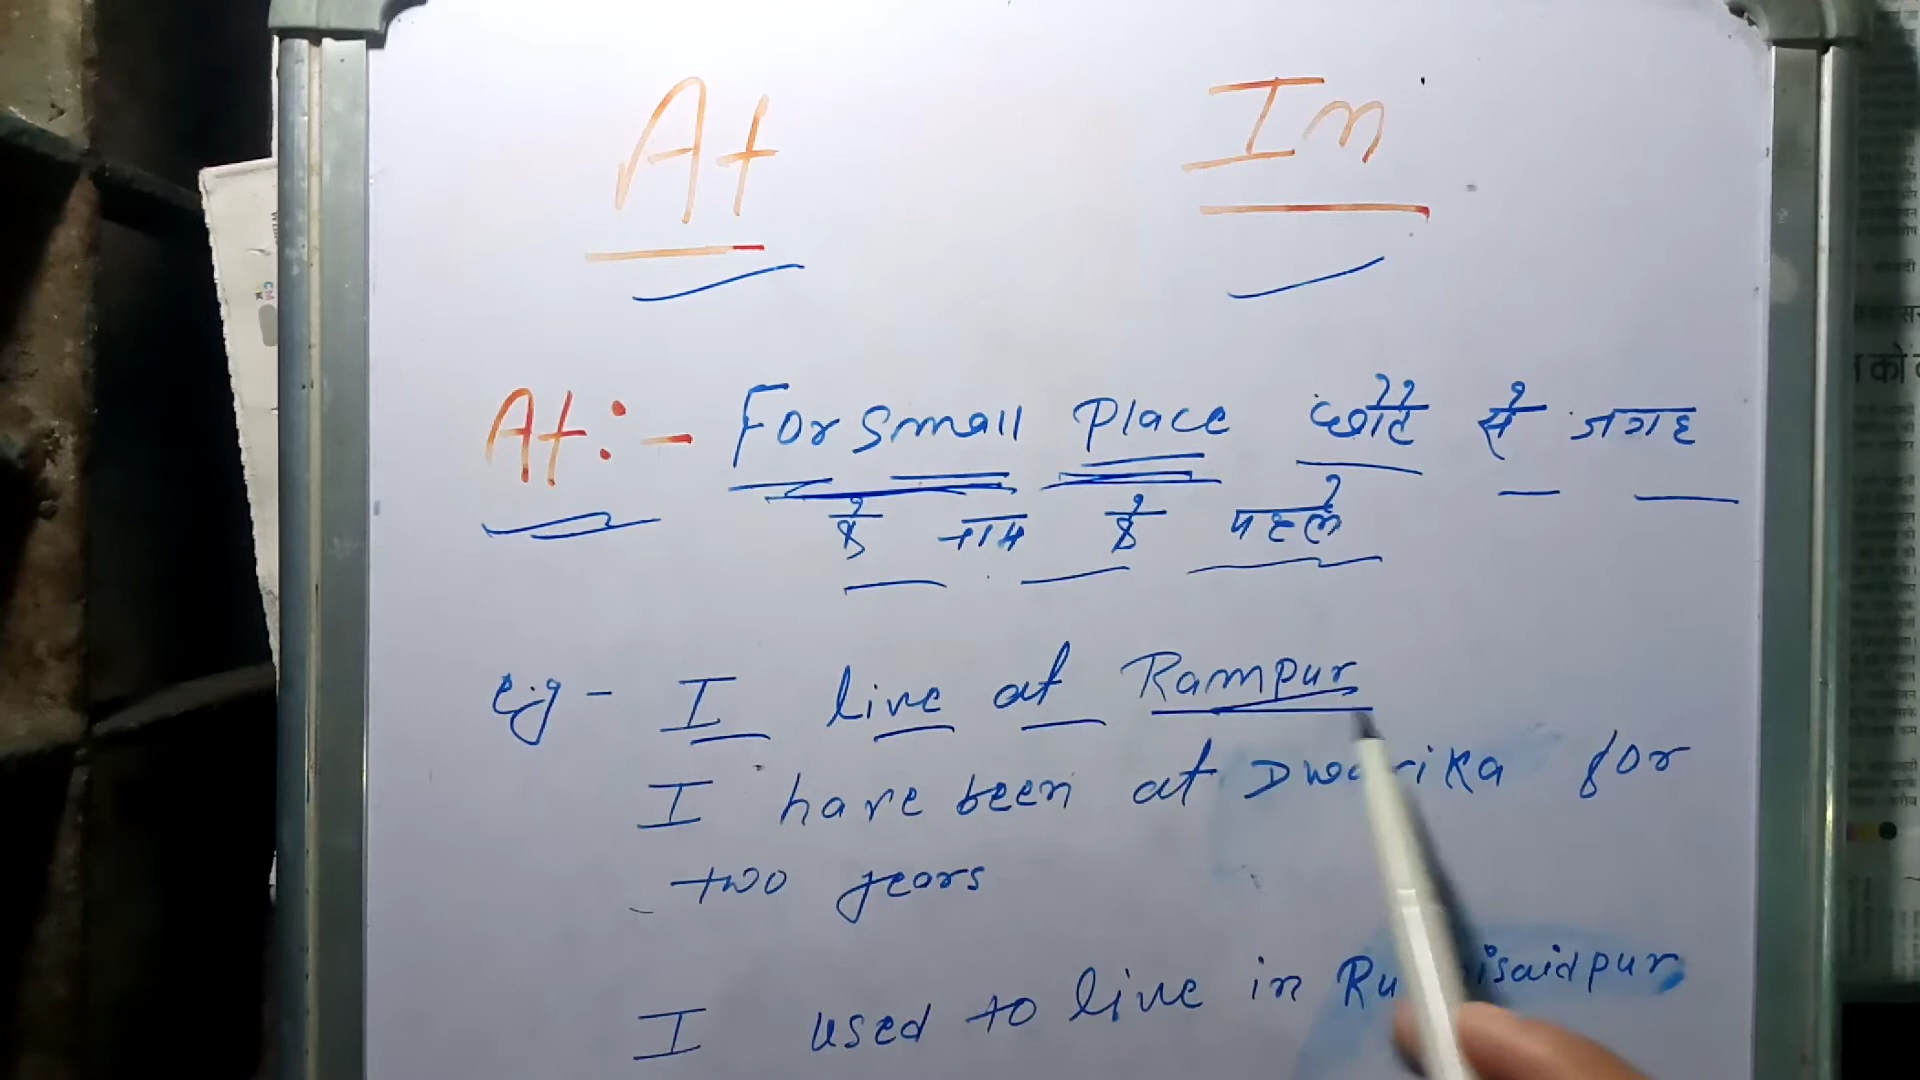 At In
At:- For small Place छोटे से जगह
के नाम के पहले
e.g - I live at Rampur
I have been at Dwarika for
two years
I used to live in